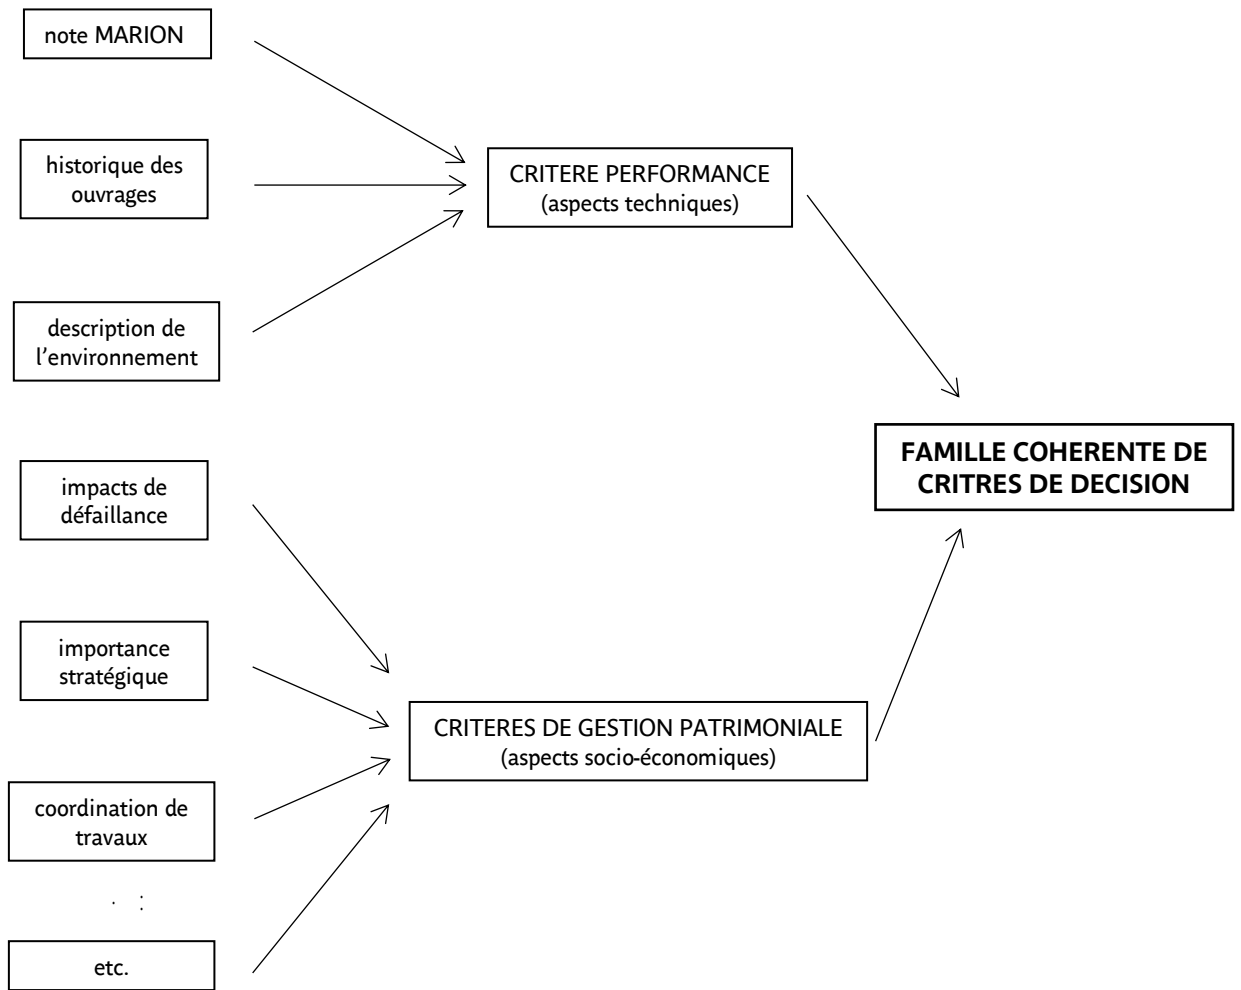 note MARION
historique des
ouvrages
description de
l'environnement
impacts de
défaillance
importance
stratégique
coordination de
travaux
. :
etc.
CRITERE PERFORMANCE
(aspects techniques)
CRITERES DE GESTION PATRIMONIALE
(aspects socio-économiques)
FAMILLE COHERENTE DE
CRITRES DE DECISION